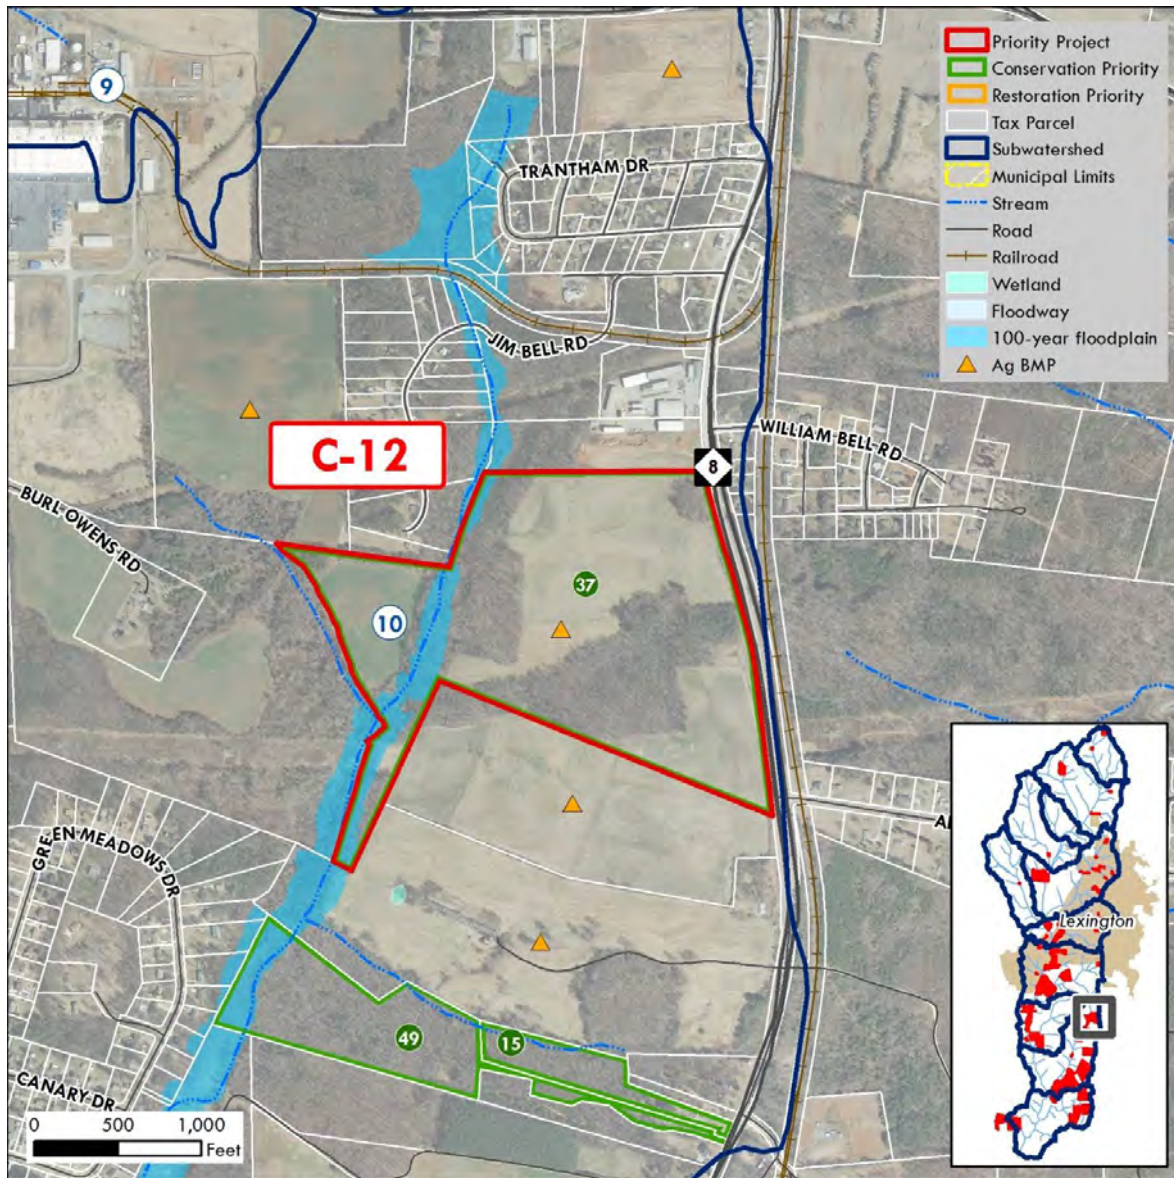 Priority Project
Conservation Priority
Restoration Priority
Tax Parcel
Subwatershed
Municipal Limits
Stream
Road
Railroad
Wetland
Floodway
100-year floodplain
Ag BMP
9
TRANTHAM DR
JIM BELL RD
WILLIAM BELL RD
C-12
8
BURL OWENS RD
37
10
GREEN MEADOWS DR
Lexington
49
15
CANARY DR
0 500 1,000
Feet